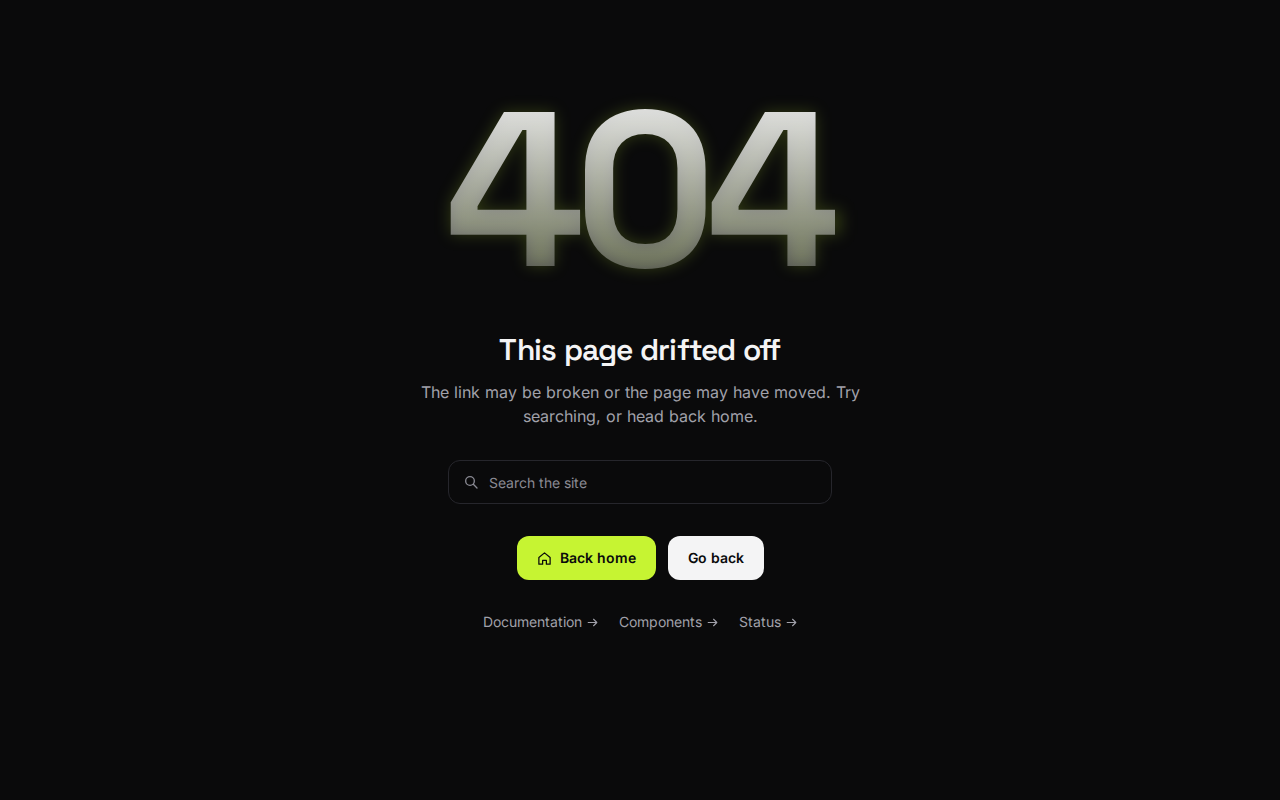 404
This page drifted off
The link may be broken or the page may have moved. Try
searching, or head back home.
Search the site
Back home
Go back
Documentation →
Components →
Status →